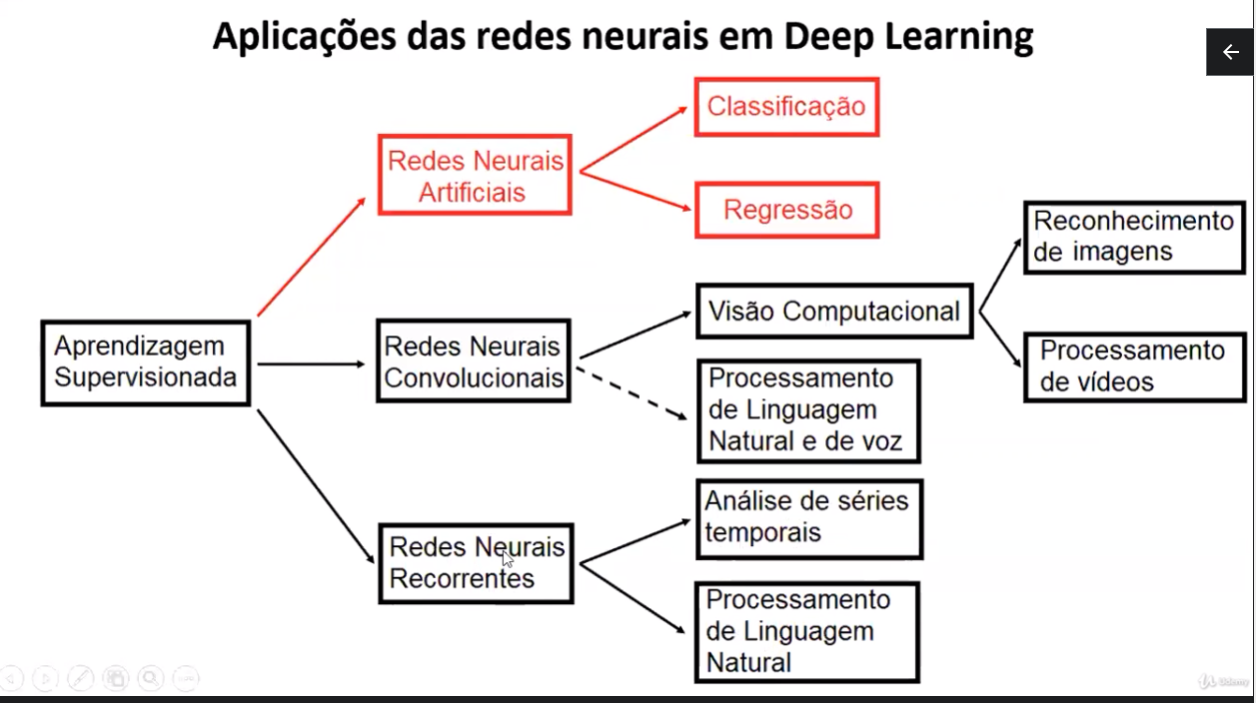 Aplicações das redes neurais em Deep Learning
Classificação
Redes Neurais
Artificiais
Regressão
Reconhecimento
de imagens
Visão Computacional
Aprendizagem
Supervisionada
Redes Neurais
Convolucionais
Processamento
de vídeos
Processamento
de Linguagem
Natural e de voz
Análise de séries
temporais
Redes Neurais
Recorrentes
Processamento
de Linguagem
Natural
Udemy